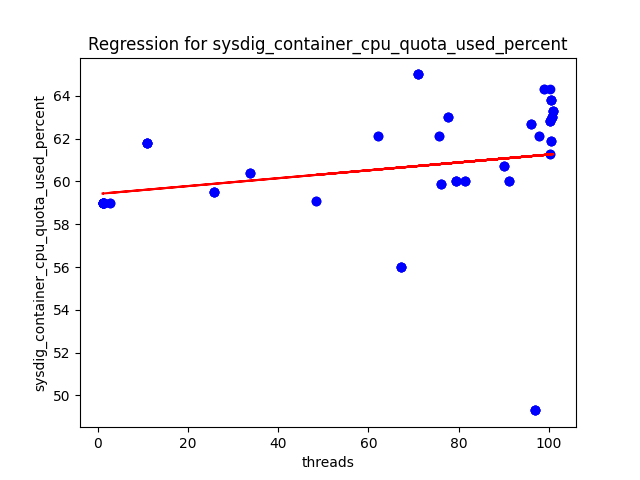 Regression for sysdig_container_cpu_quota_used_percent
sysdig_container_cpu_quota_used_percent
64
62
60
58
56
54
52
50
0 20 40 60 80 100
threads